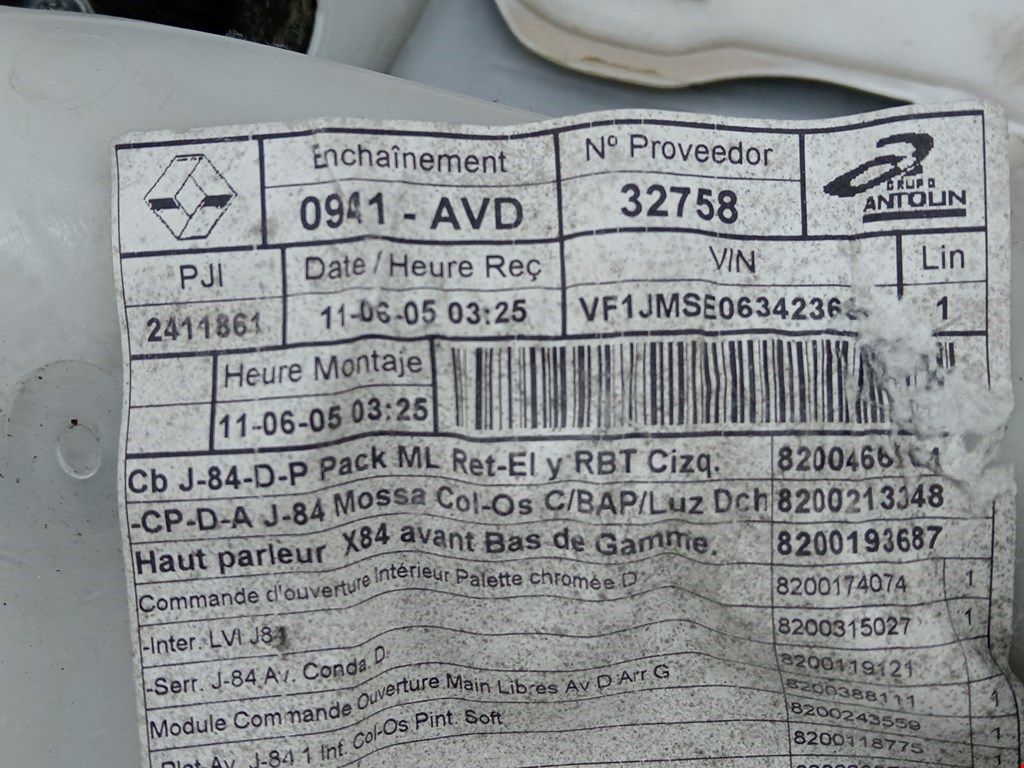 Enchaînement Nº Proveedor
0941 - AVD 32758 GRUPO ANTOLIN
PJI Date / Heure Reç VIN Lin
2411861 11-06-05 03:25 VF1JMSE06342368 1
Heure Montaje
11-06-05 03:25
Cb J-84-D-P Pack ML Ret-El y RBT Cizq.
-CP-D-A J-84 Mossa Col-Os C/BAP/Luz Dch 8200213348
Haut parleur X84 avant Bas de Gamme. 8200193687
Commande d'ouverture Intérieur Palette chromée D 8200174074 1
-Inter. LVI J84 8200315027 1
-Serr. J-84 Av. Conda. D. 8200119121
Module Commande Ouverture Main Libres Av D Arr G 8200388111 1
Plat Av. J-84 1 Int. Col-Os Pint. Soft 8200243559 1
8200118775 1